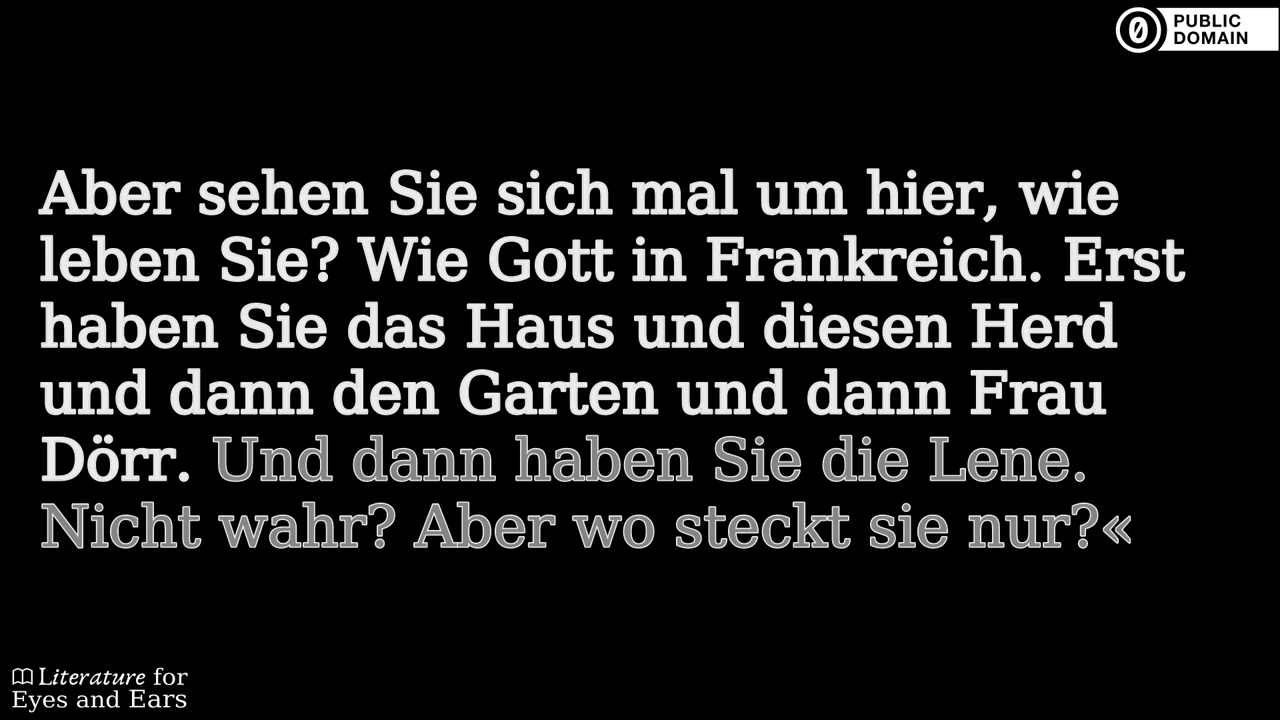 PUBLIC
DOMAIN
Aber sehen Sie sich mal um hier, wie
leben Sie? Wie Gott in Frankreich. Erst
haben Sie das Haus und diesen Herd
und dann den Garten und dann Frau
Dörr. Und dann haben Sie die Lene.
Nicht wahr? Aber wo steckt sie nur?«
Literature for
Eyes and Ears